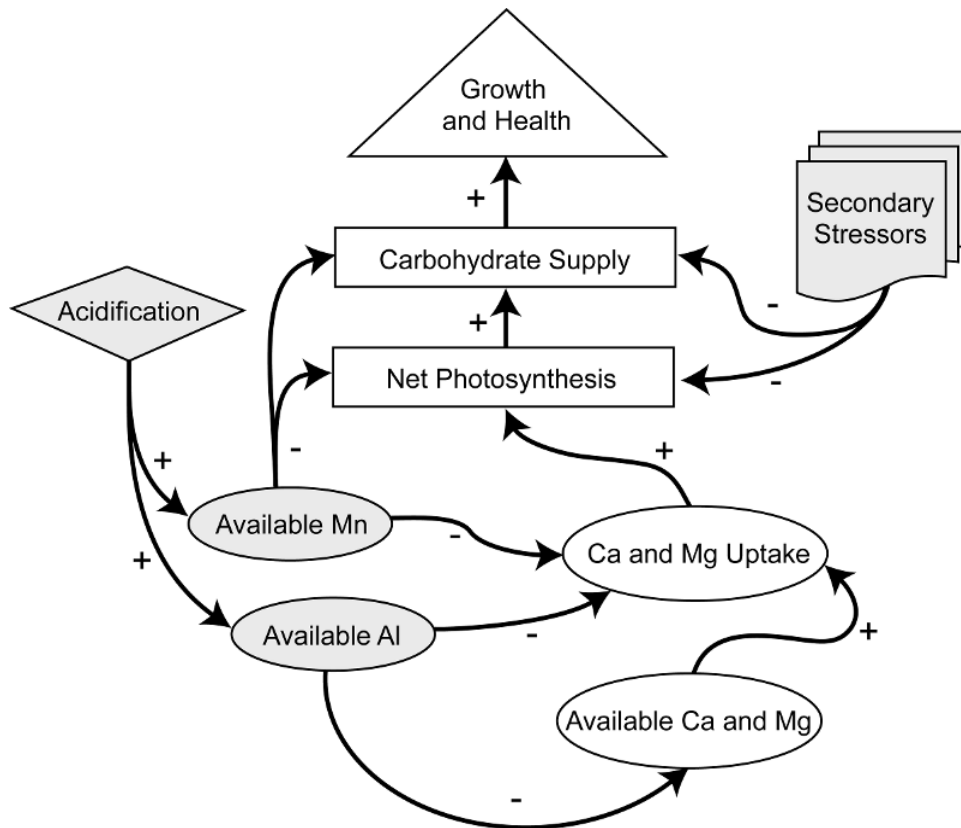 Growth
and Health
+
Secondary
Stressors
Carbohydrate Supply
Acidification
-
+
Net Photosynthesis
-
-
+
+
Available Mn
-
Ca and Mg Uptake
+
Available Al
-
+
Available Ca and Mg
-